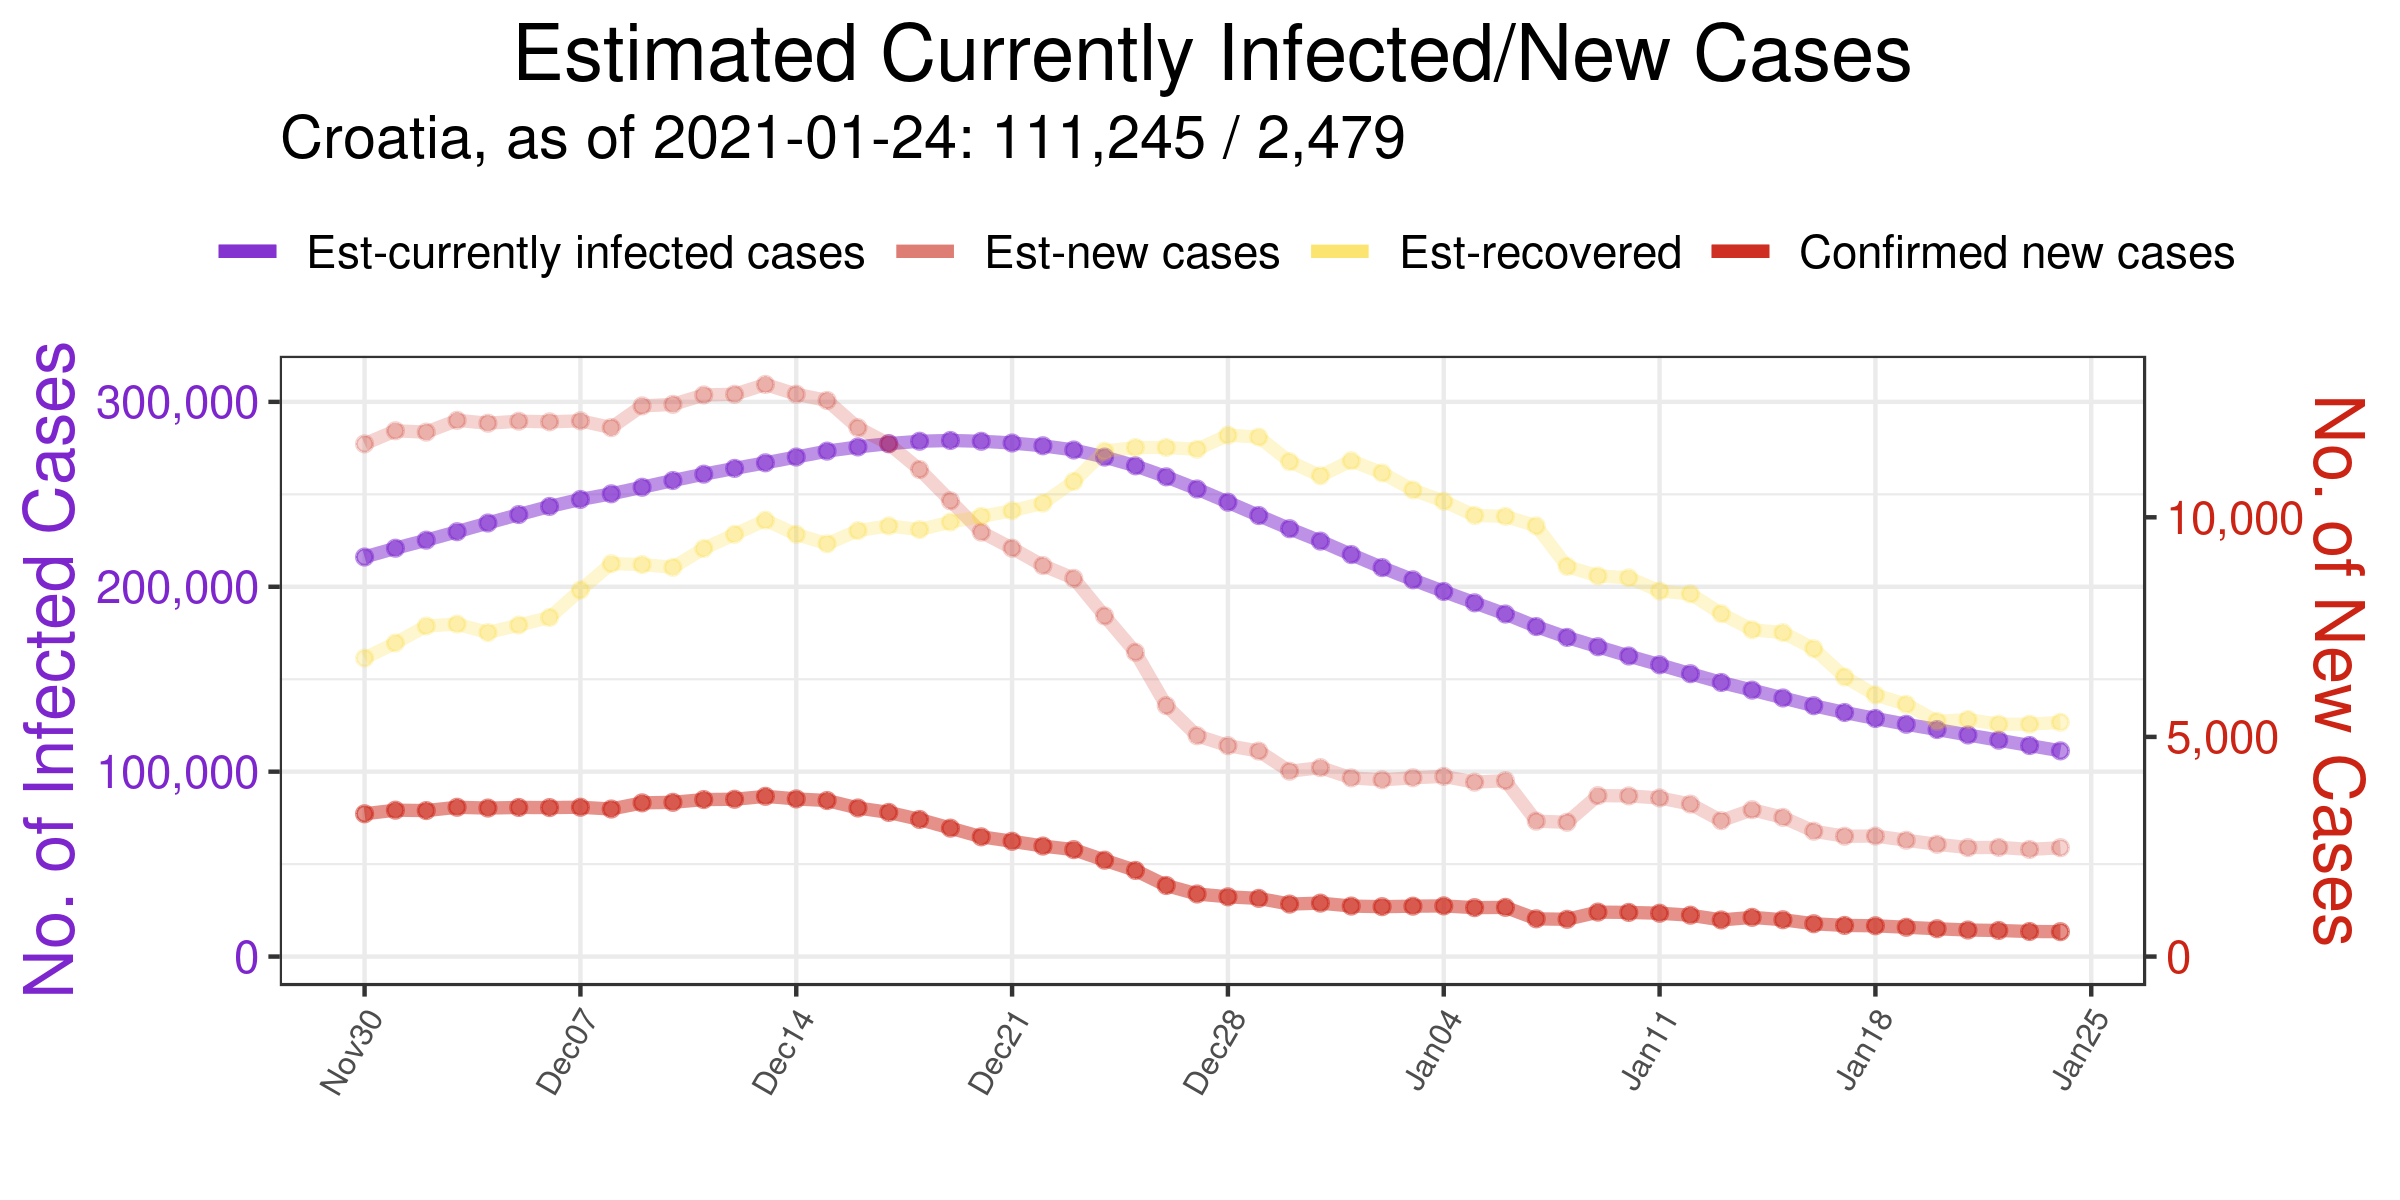 Estimated Currently Infected/New Cases
Croatia, as of 2021-01-24: 111,245 / 2,479
Est-currently infected cases Est-new cases Est-recovered Confirmed new cases
No. of Infected Cases
300,000
200,000
100,000
0
10,000
5,000
0
No. of New Cases
Nov30 Dec07 Dec14 Dec21 Dec28 Jan04 Jan11 Jan18 Jan25